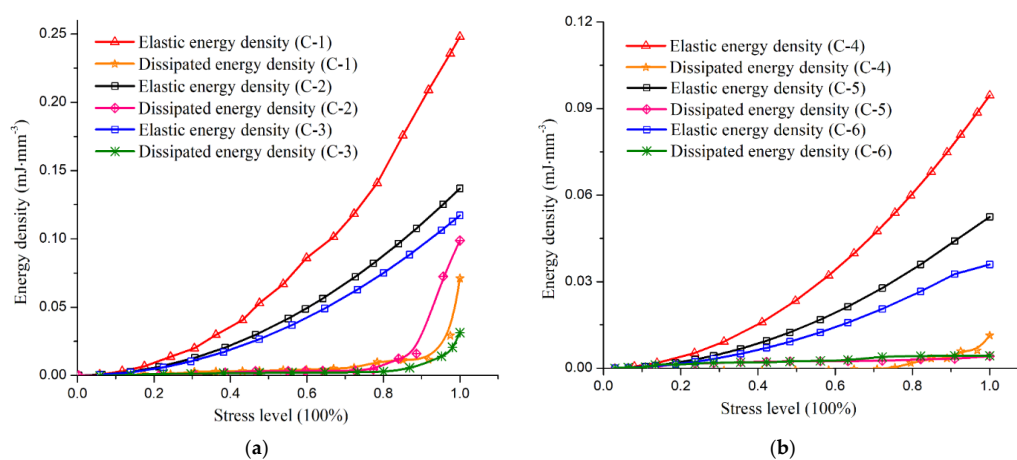 0.25
0.20
0.15
0.10
0.05
0.00
Energy density (mJ·mm⁻³)
Elastic energy density (C-1)
Dissipated energy density (C-1)
Elastic energy density (C-2)
Dissipated energy density (C-2)
Elastic energy density (C-3)
Dissipated energy density (C-3)
0.0 0.2 0.4 0.6 0.8 1.0
Stress level (100%)
(a)
0.12
0.09
0.06
0.03
0.00
Energy density (mJ·mm⁻³)
Elastic energy density (C-4)
Dissipated energy density (C-4)
Elastic energy density (C-5)
Dissipated energy density (C-5)
Elastic energy density (C-6)
Dissipated energy density (C-6)
0.0 0.2 0.4 0.6 0.8 1.0
Stress level (100%)
(b)